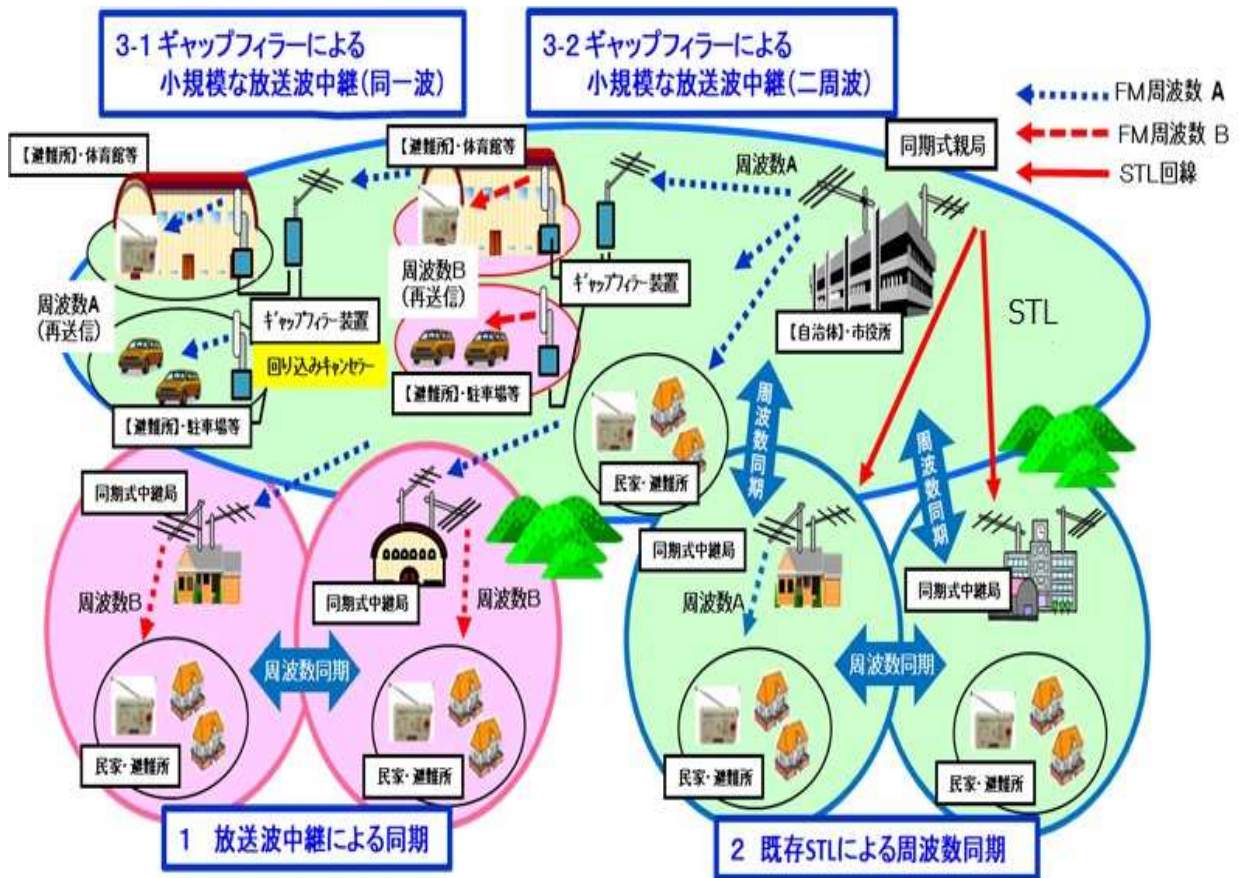 3-1 ギャップフィラーによる
小規模な放送波中継(同一波)
3-2 ギャップフィラーによる
小規模な放送波中継(二周波)
FM周波数 A
FM周波数 B
STL回線
【避難所】・体育館等
【避難所】・体育館等
周波数A
同期式親局
周波数B
(再送信)
周波数A
(再送信)
ギャップフィラー装置
ギャップフィラー装置
【自治体】・市役所
STL
回り込みキャンセラー
【避難所】・駐車場等
【避難所】・駐車場等
周波数同期
周波数同期
民家・避難所
同期式中継局
同期式中継局
同期式中継局
同期式中継局
周波数B
周波数B
周波数A
周波数同期
周波数同期
民家・避難所
民家・避難所
民家・避難所
民家・避難所
1 放送波中継による同期
2 既存STLによる周波数同期